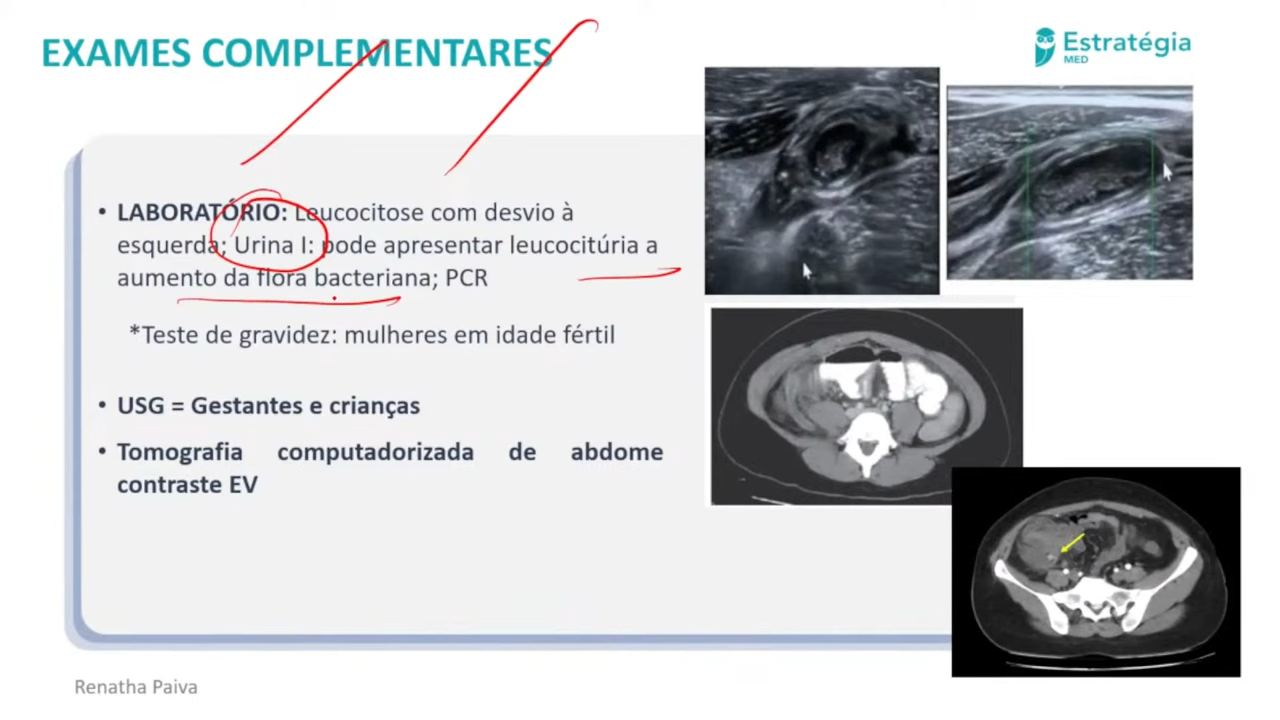 EXAMES COMPLEMENTARES
Estratégia
MED
• LABORATÓRIO: Leucocitose com desvio à
esquerda; Urina I: pode apresentar leucocitúria a
aumento da flora bacteriana; PCR
*Teste de gravidez: mulheres em idade fértil
• USG = Gestantes e crianças
• Tomografia computadorizada de abdome
contraste EV
Renatha Paiva